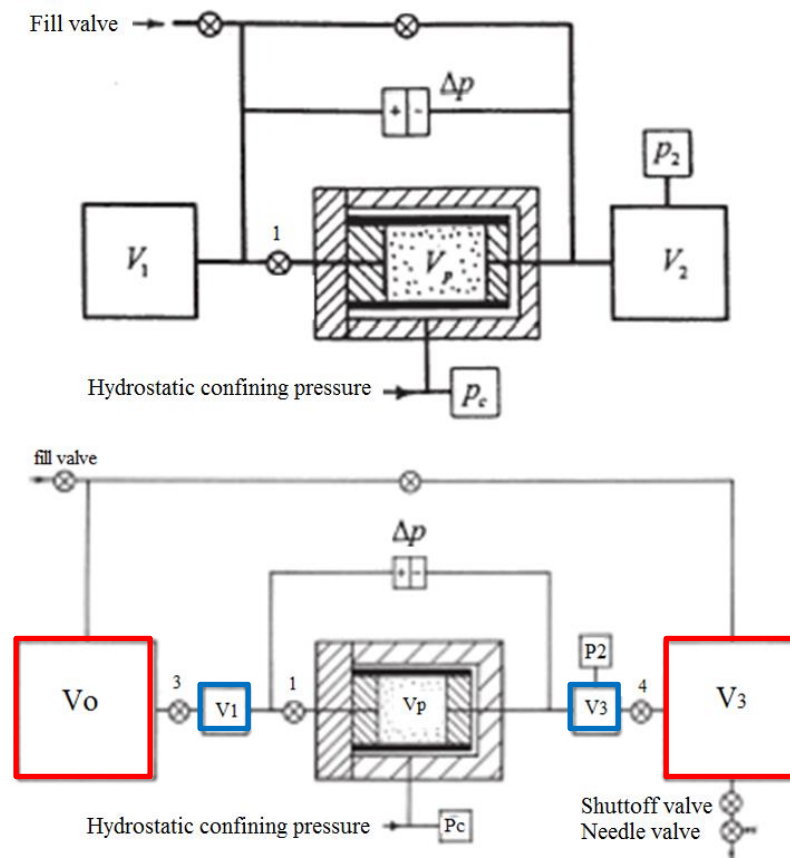 Fill valve
Δp
+ -
p2
1
V1
Vp
V2
Hydrostatic confining pressure
pc
fill valve
Δp
+ -
P2
3
1
4
Vo
V1
Vp
V3
V3
Shuttoff valve
Needle valve
Hydrostatic confining pressure
Pc